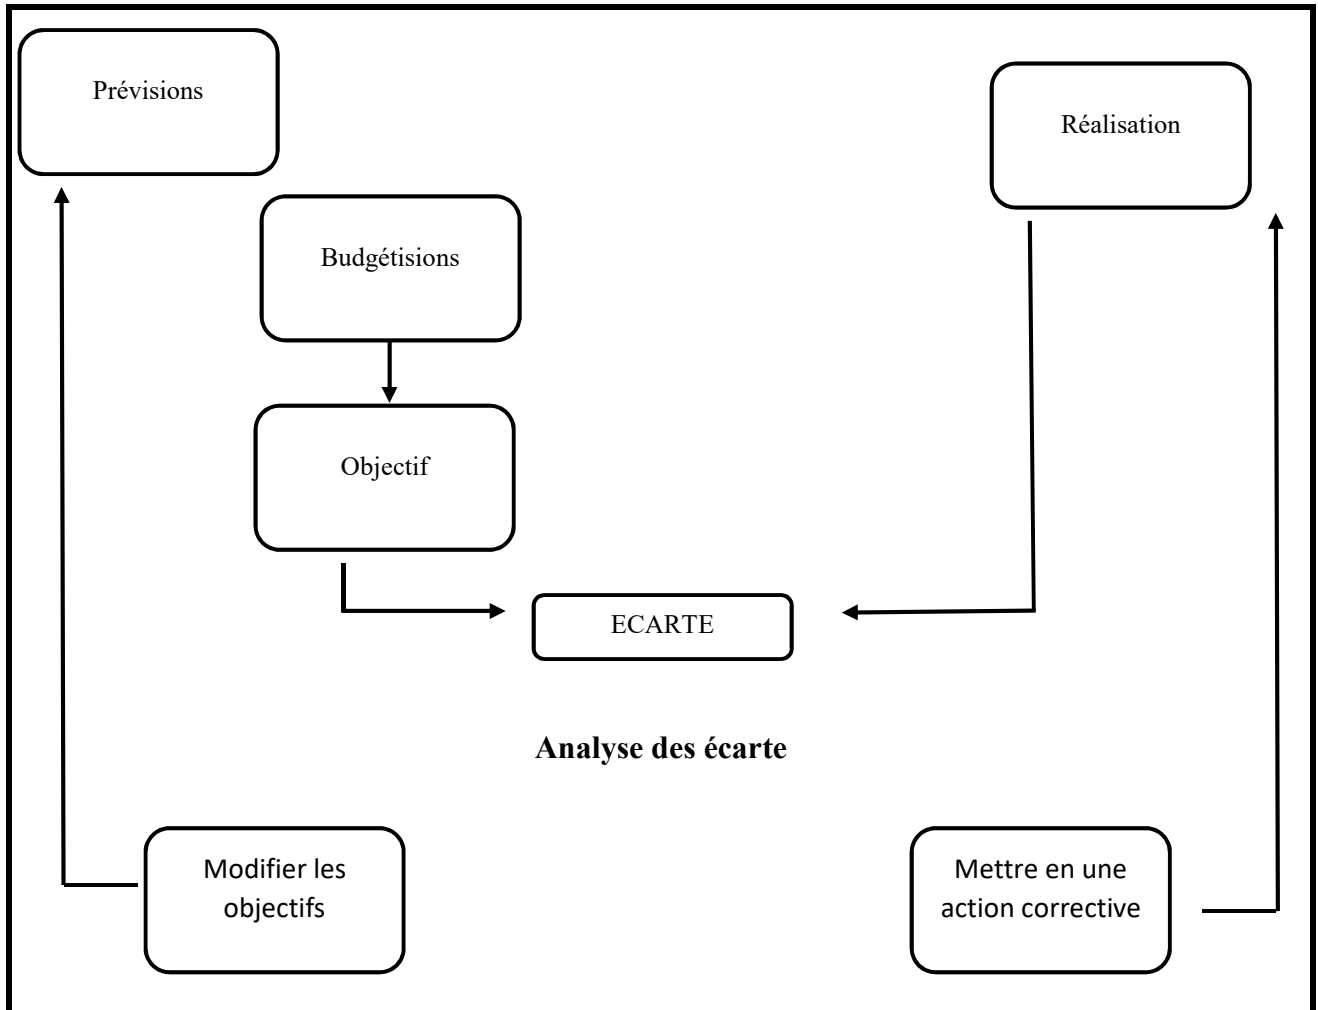 Prévisions
Réalisation
Budgétisions
Objectif
ECARTE
Analyse des écarte
Modifier les
objectifs
Mettre en une
action corrective